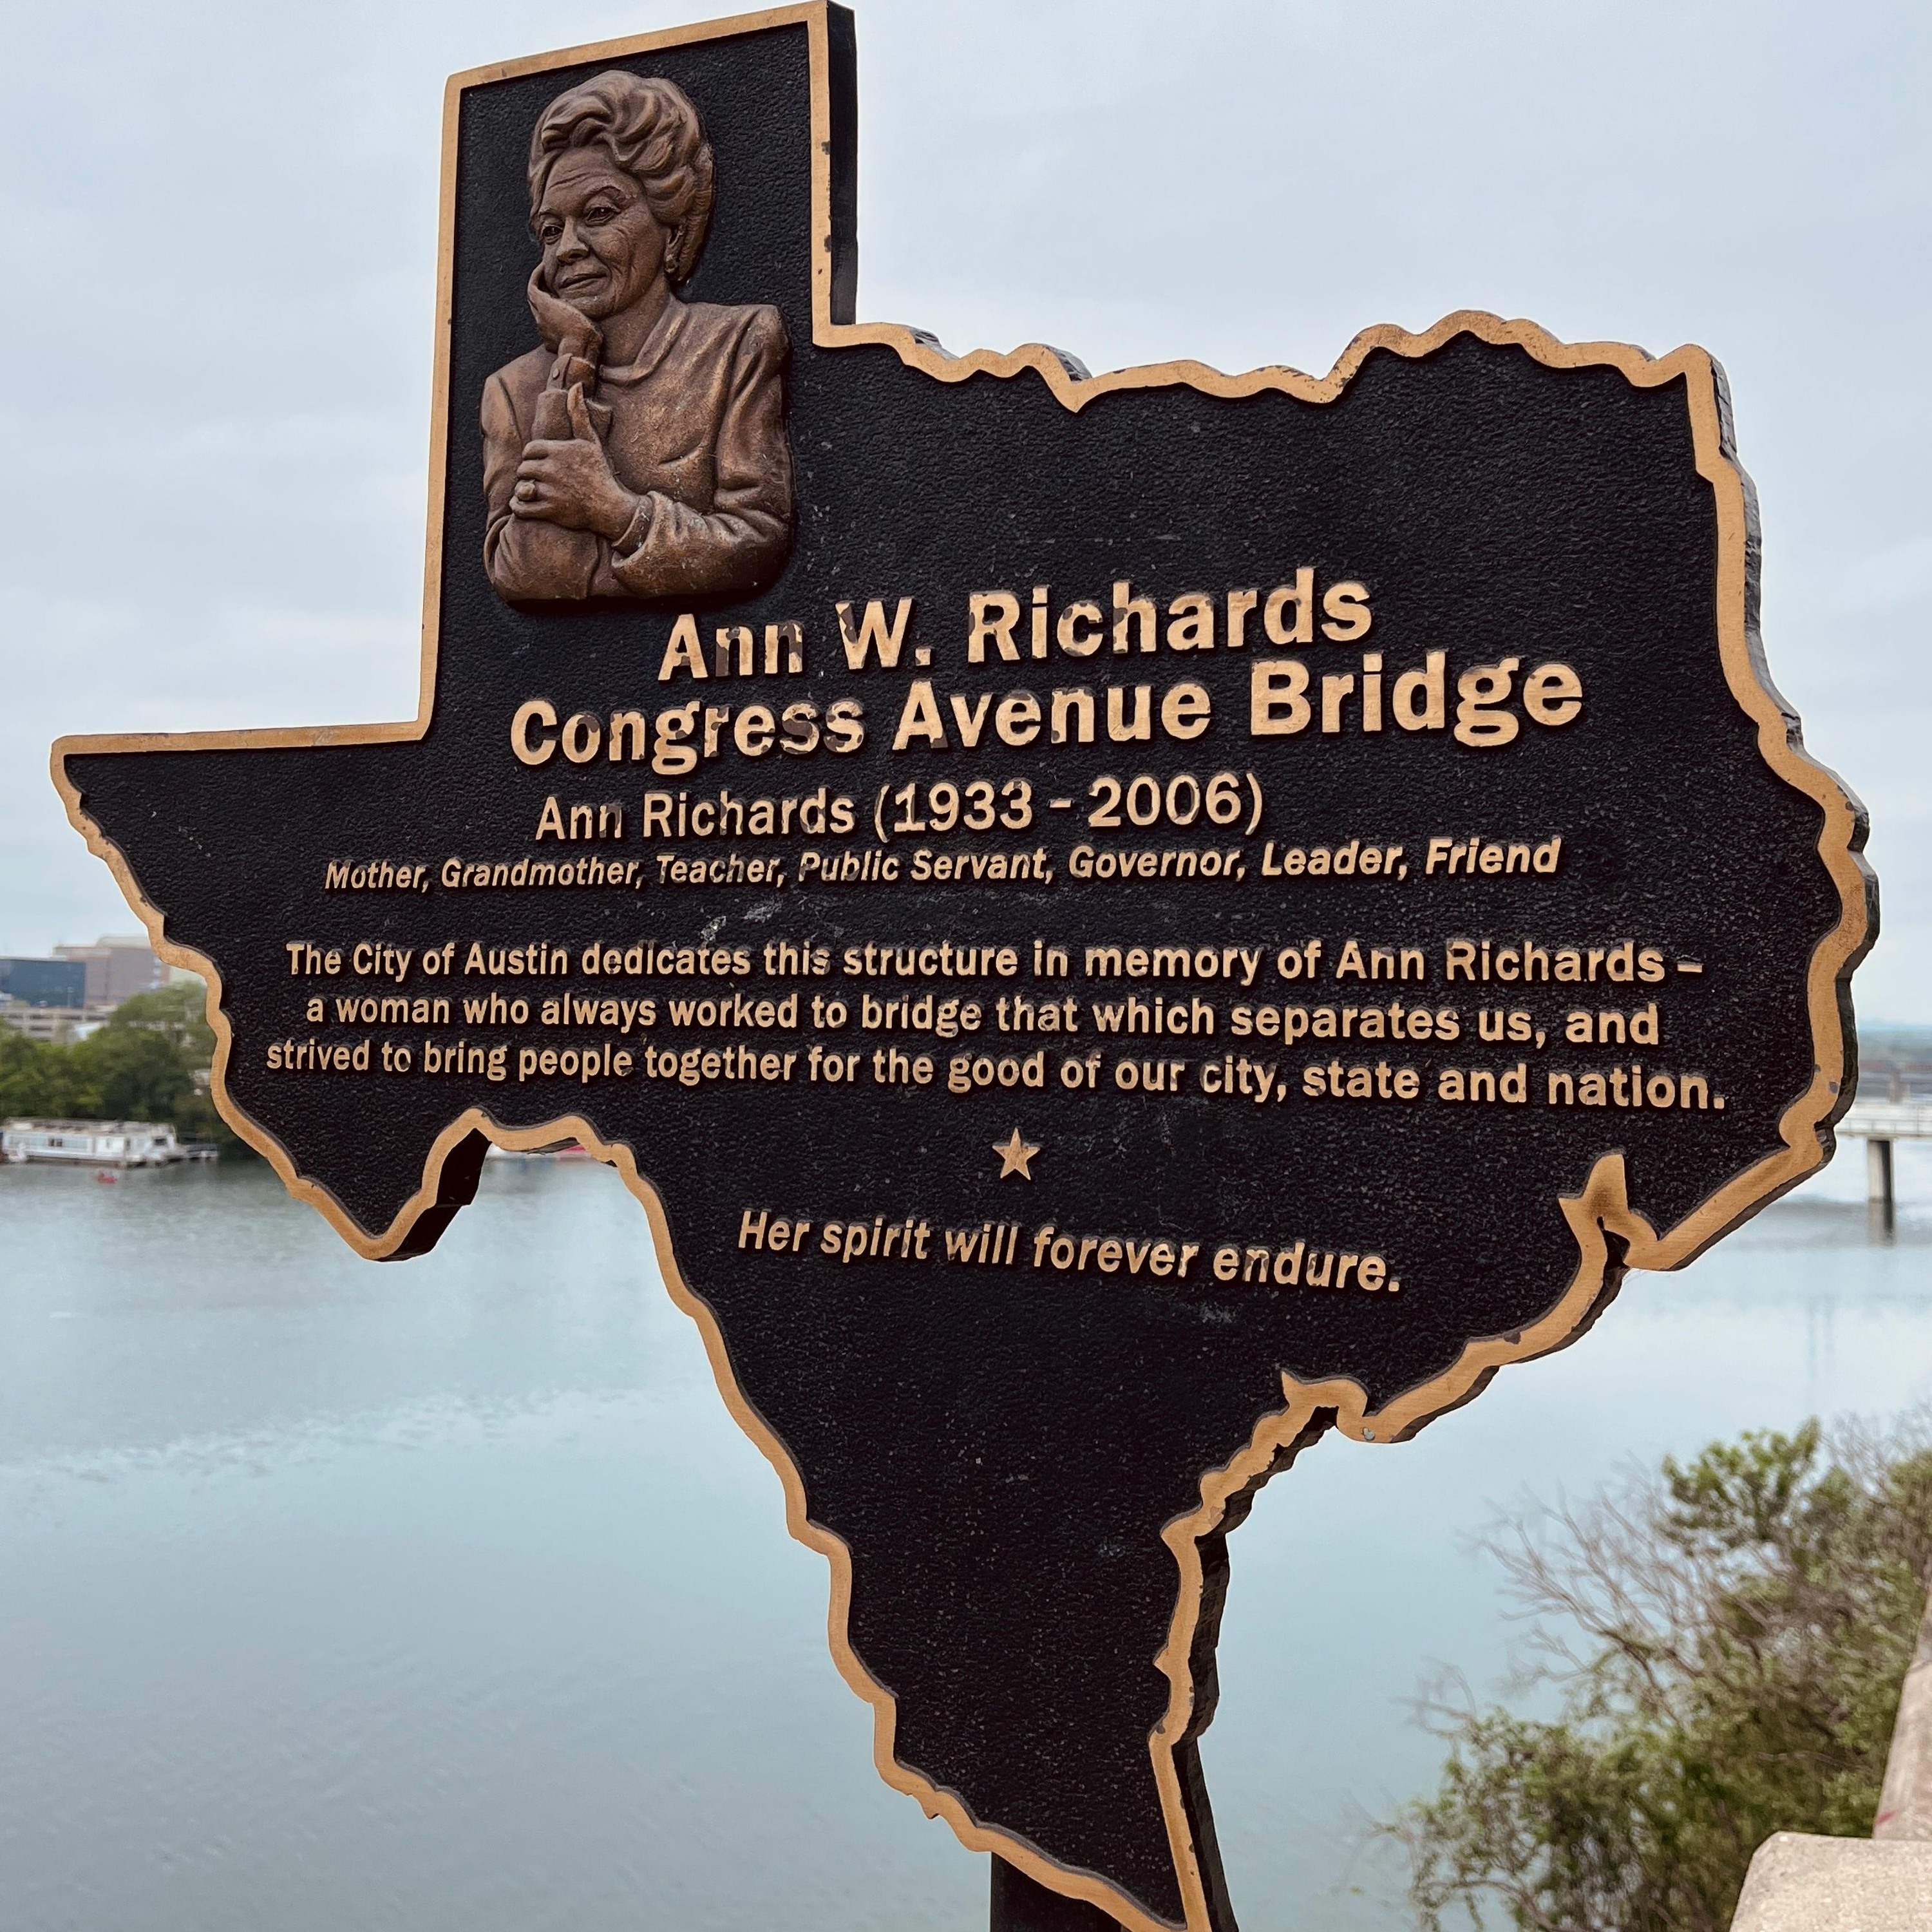 Ann W. Richards
Congress Avenue Bridge
Ann Richards (1933 - 2006)
Mother, Grandmother, Teacher, Public Servant, Governor, Leader, Friend
The City of Austin dedicates this structure in memory of Ann Richards –
a woman who always worked to bridge that which separates us, and
strived to bring people together for the good of our city, state and nation.
Her spirit will forever endure.